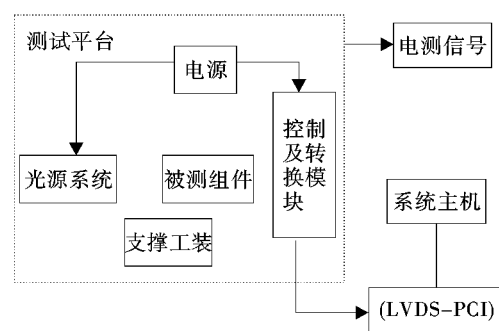 测试平台
电源
电测信号
控制
及转
换模
块
光源系统
被测组件
支撑工装
系统主机
(LVDS-PCI)